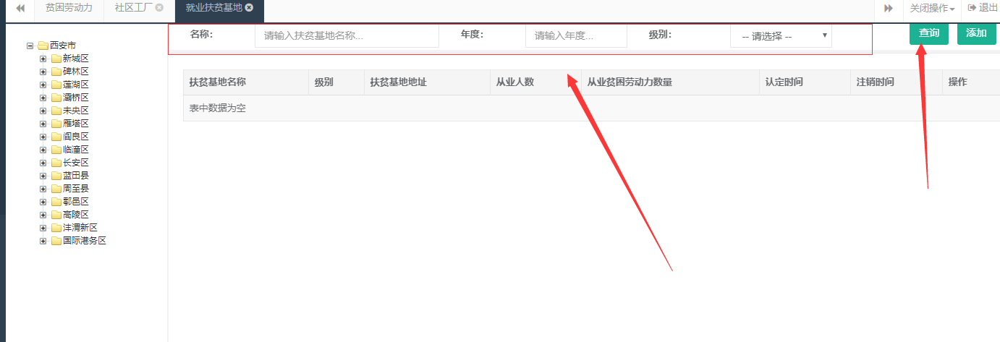 贫困劳动力 社区工厂 就业扶贫基地 关闭操作 退出
名称: 请输入扶贫基地名称... 年度: 请输入年度... 级别: -- 请选择 -- 查询 添加
西安市
新城区
碑林区
莲湖区
灞桥区
未央区
雁塔区
阎良区
临潼区
长安区
蓝田县
周至县
鄠邑区
高陵区
沣渭新区
国际港务区
扶贫基地名称 级别 扶贫基地地址 从业人数 从业贫困劳动力数量 认定时间 注销时间 操作
表中数据为空